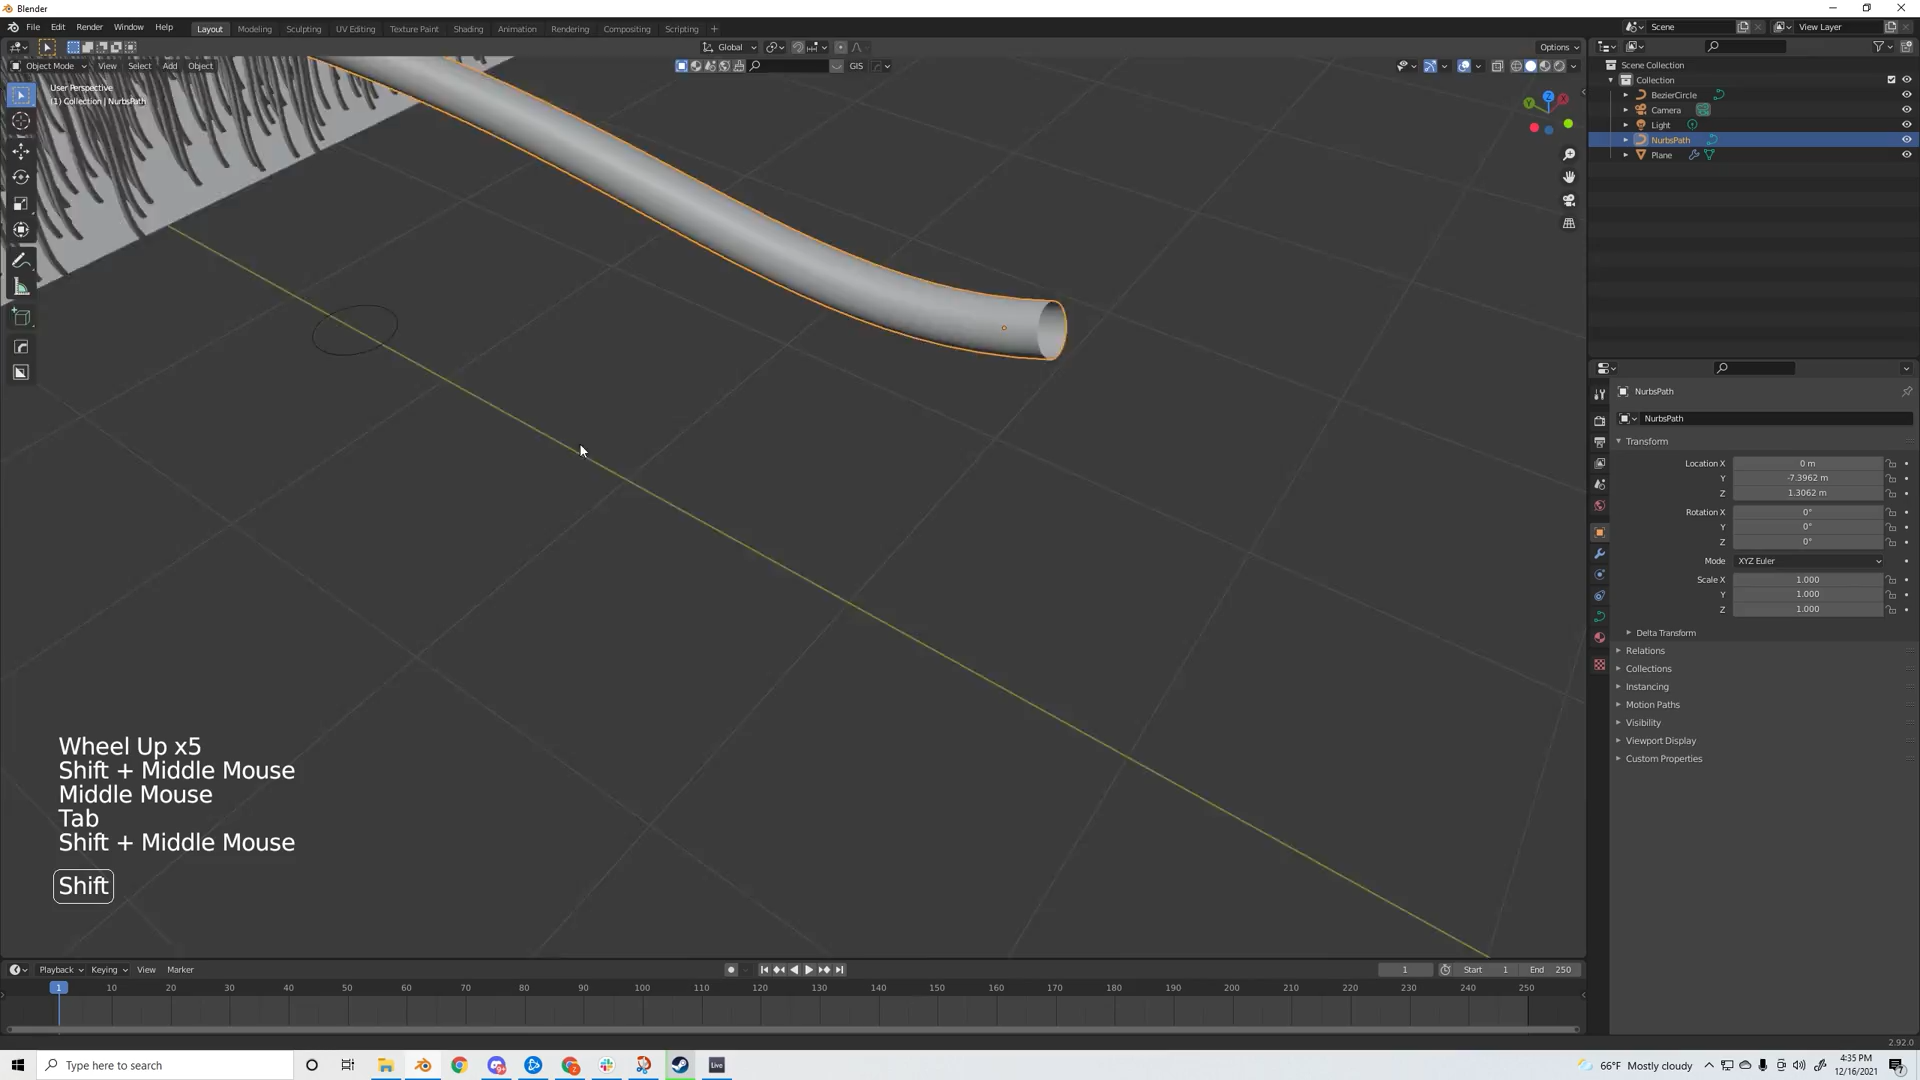 Blender
File Edit Render Window Help
Layout Modeling Sculpting UV Editing Texture Paint Shading Animation Rendering Compositing Scripting +
Scene
View Layer
Global
Options
Object Mode View Select Add Object
GIS
User Perspective
(1) Collection | NurbsPath
Scene Collection
Collection
BezierCircle
Camera
Light
NurbsPath
Plane
NurbsPath
NurbsPath
Transform
Location X 0 m
Y -7.3962 m
Z 1.3062 m
Rotation X 0°
Y 0°
Z 0°
Mode XYZ Euler
Scale X 1.000
Y 1.000
Z 1.000
Delta Transform
Relations
Collections
Instancing
Motion Paths
Visibility
Viewport Display
Custom Properties
Wheel Up x5
Shift + Middle Mouse
Middle Mouse
Tab
Shift + Middle Mouse
Shift
Playback Keying View Marker
1 Start 1 End 250
1 10 20 30 40 50 60 70 80 90 100 110 120 130 140 150 160 170 180 190 200 210 220 230 240 250
2.92.0
Type here to search
Live
66°F Mostly cloudy
4:35 PM
12/16/2021